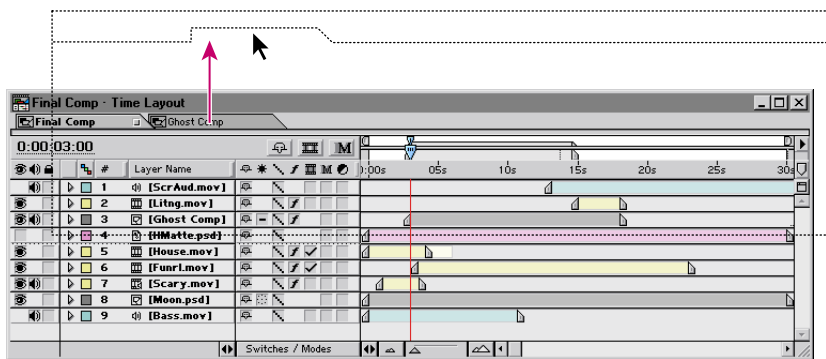 Final Comp · Time Layout
Final Comp Ghost Comp
0:00:03:00 M
# Layer Name M ):00s 05s 10s 15s 20s 25s 30s
1 [ScrAud.mov]
2 [Litng.mov]
3 [Ghost Comp]
4 [HMatte.psd]
5 [House.mov]
6 [Funrl.mov]
7 [Scary.mov]
8 [Moon.psd]
9 [Bass.mov]
Switches / Modes